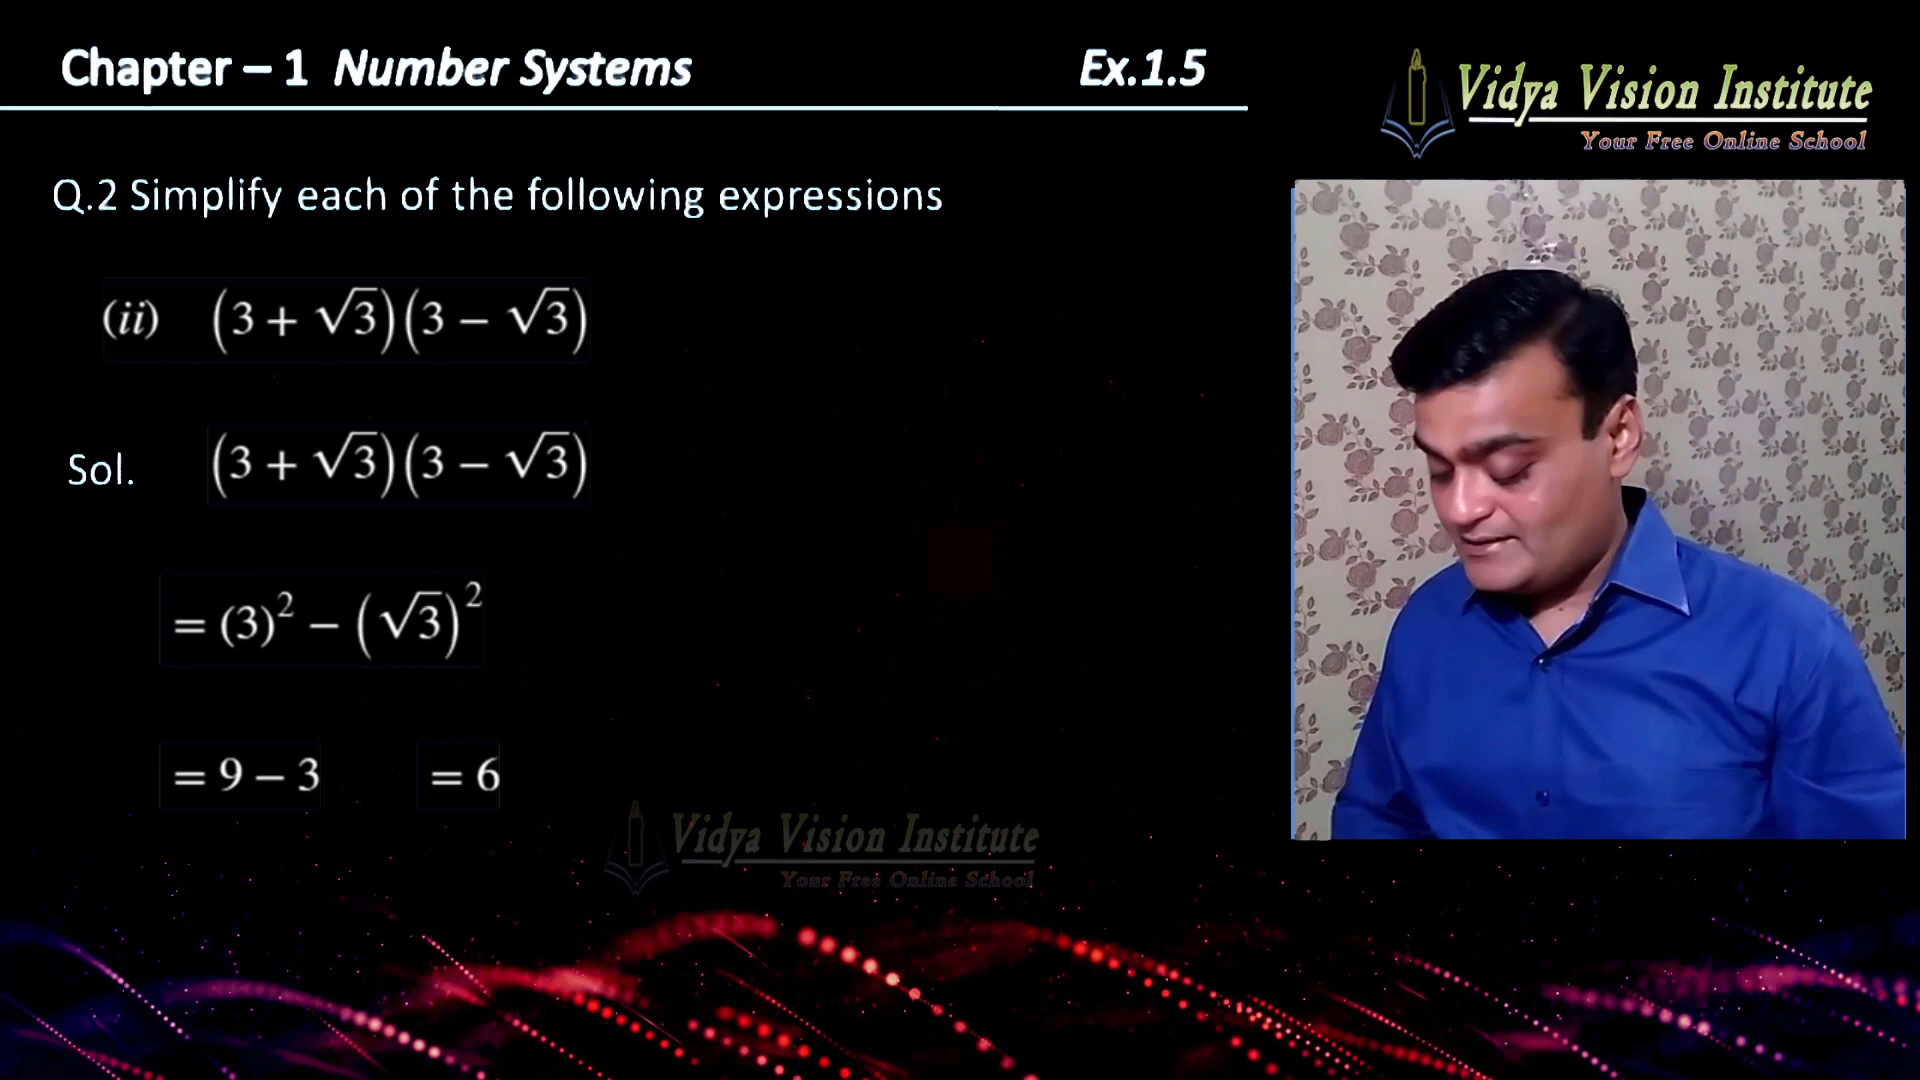 Chapter – 1 Number Systems Ex.1.5
Vidya Vision Institute
Your Free Online School
Q.2 Simplify each of the following expressions
(ii) (3 + √3)(3 − √3)
Sol. (3 + √3)(3 − √3)
= (3)² − (√3)²
= 9 − 3 = 6
Vidya Vision Institute
Your Free Online School